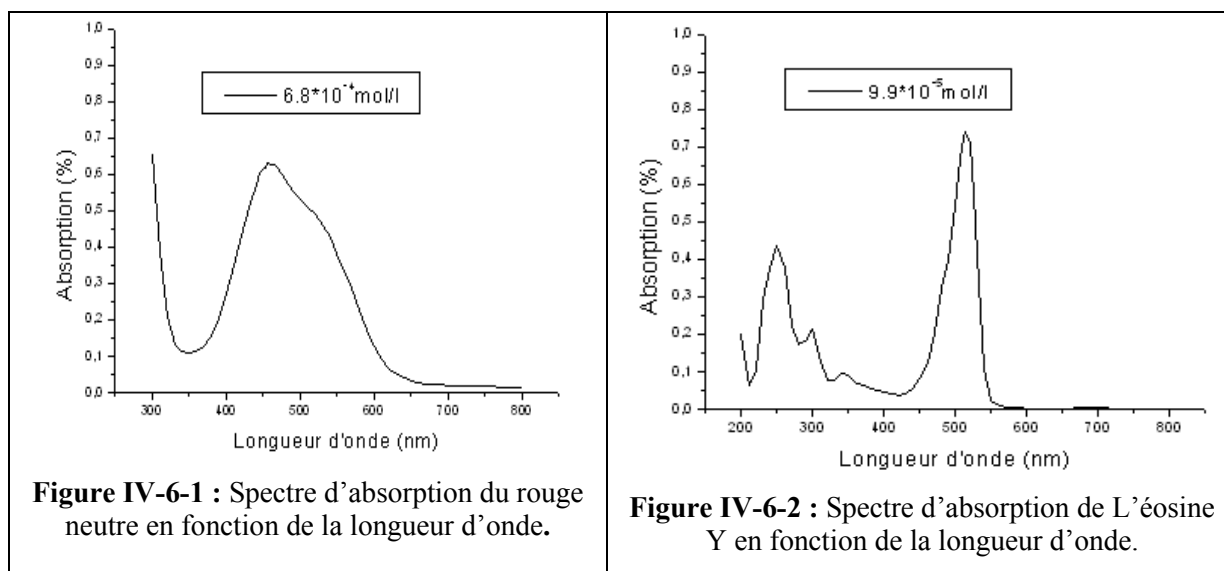 1,0
0,9
0,8
0,7
0,6
0,5
0,4
0,3
0,2
0,1
0,0
Absorption (%)
6.8*10⁻⁴mol/l
300 400 500 600 700 800
Longueur d'onde (nm)
Figure IV-6-1 : Spectre d'absorption du rouge
neutre en fonction de la longueur d'onde.
1,0
0,9
0,8
0,7
0,6
0,5
0,4
0,3
0,2
0,1
0,0
Absorption (%)
9.9*10⁻⁵mol/l
200 300 400 500 600 700 800
Longueur d'onde (nm)
Figure IV-6-2 : Spectre d'absorption de L'éosine
Y en fonction de la longueur d'onde.